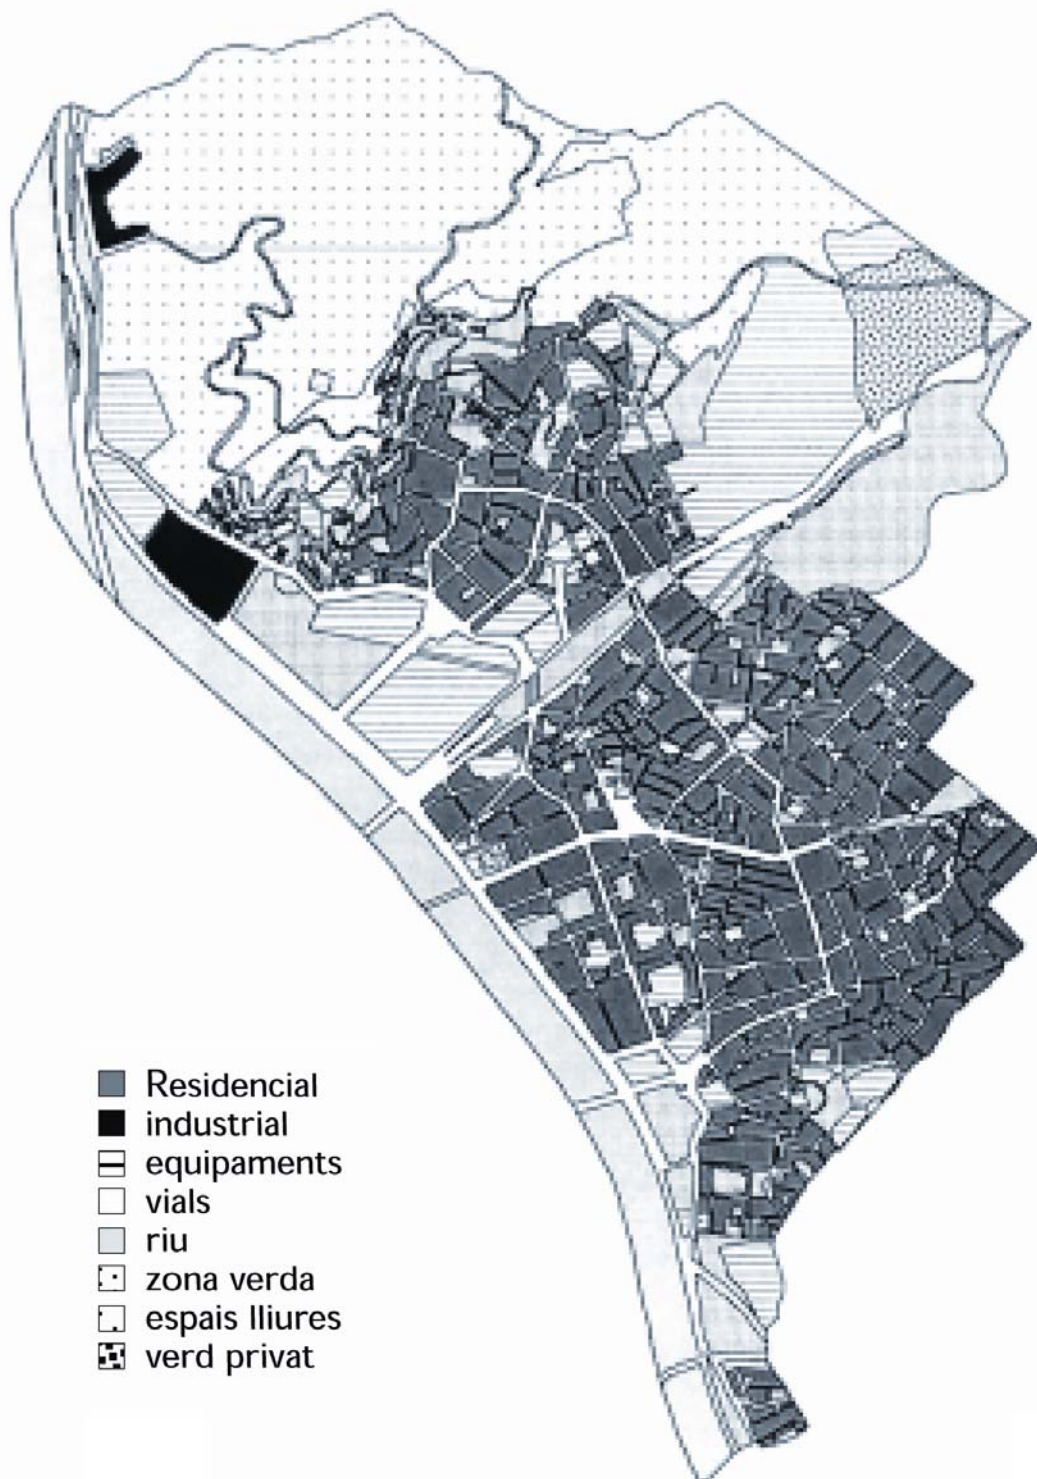 Residencial
industrial
equipaments
vials
riu
zona verda
espais lliures
verd privat